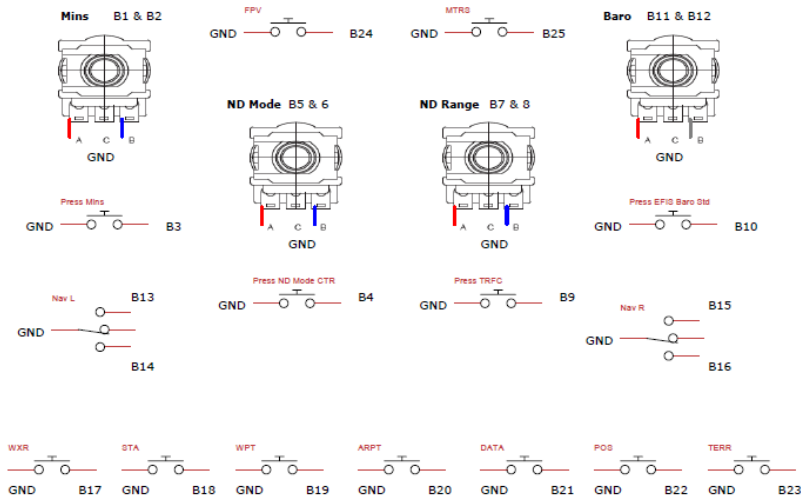 Mins B1 & B2
FPV
GND B24
MTRS
GND B25
Baro B11 & B12
A C B
GND
ND Mode B5 & 6
A C B
GND
ND Range B7 & 8
A C B
GND
A C B
GND
Press Mins
GND B3
Press EFIS Baro Std
GND B10
Nav L
B13
GND
B14
Press ND Mode CTR
GND B4
Press TRFC
GND B9
Nav R
B15
GND
B16
WXR
GND B17
STA
GND B18
WPT
GND B19
ARPT
GND B20
DATA
GND B21
POS
GND B22
TERR
GND B23